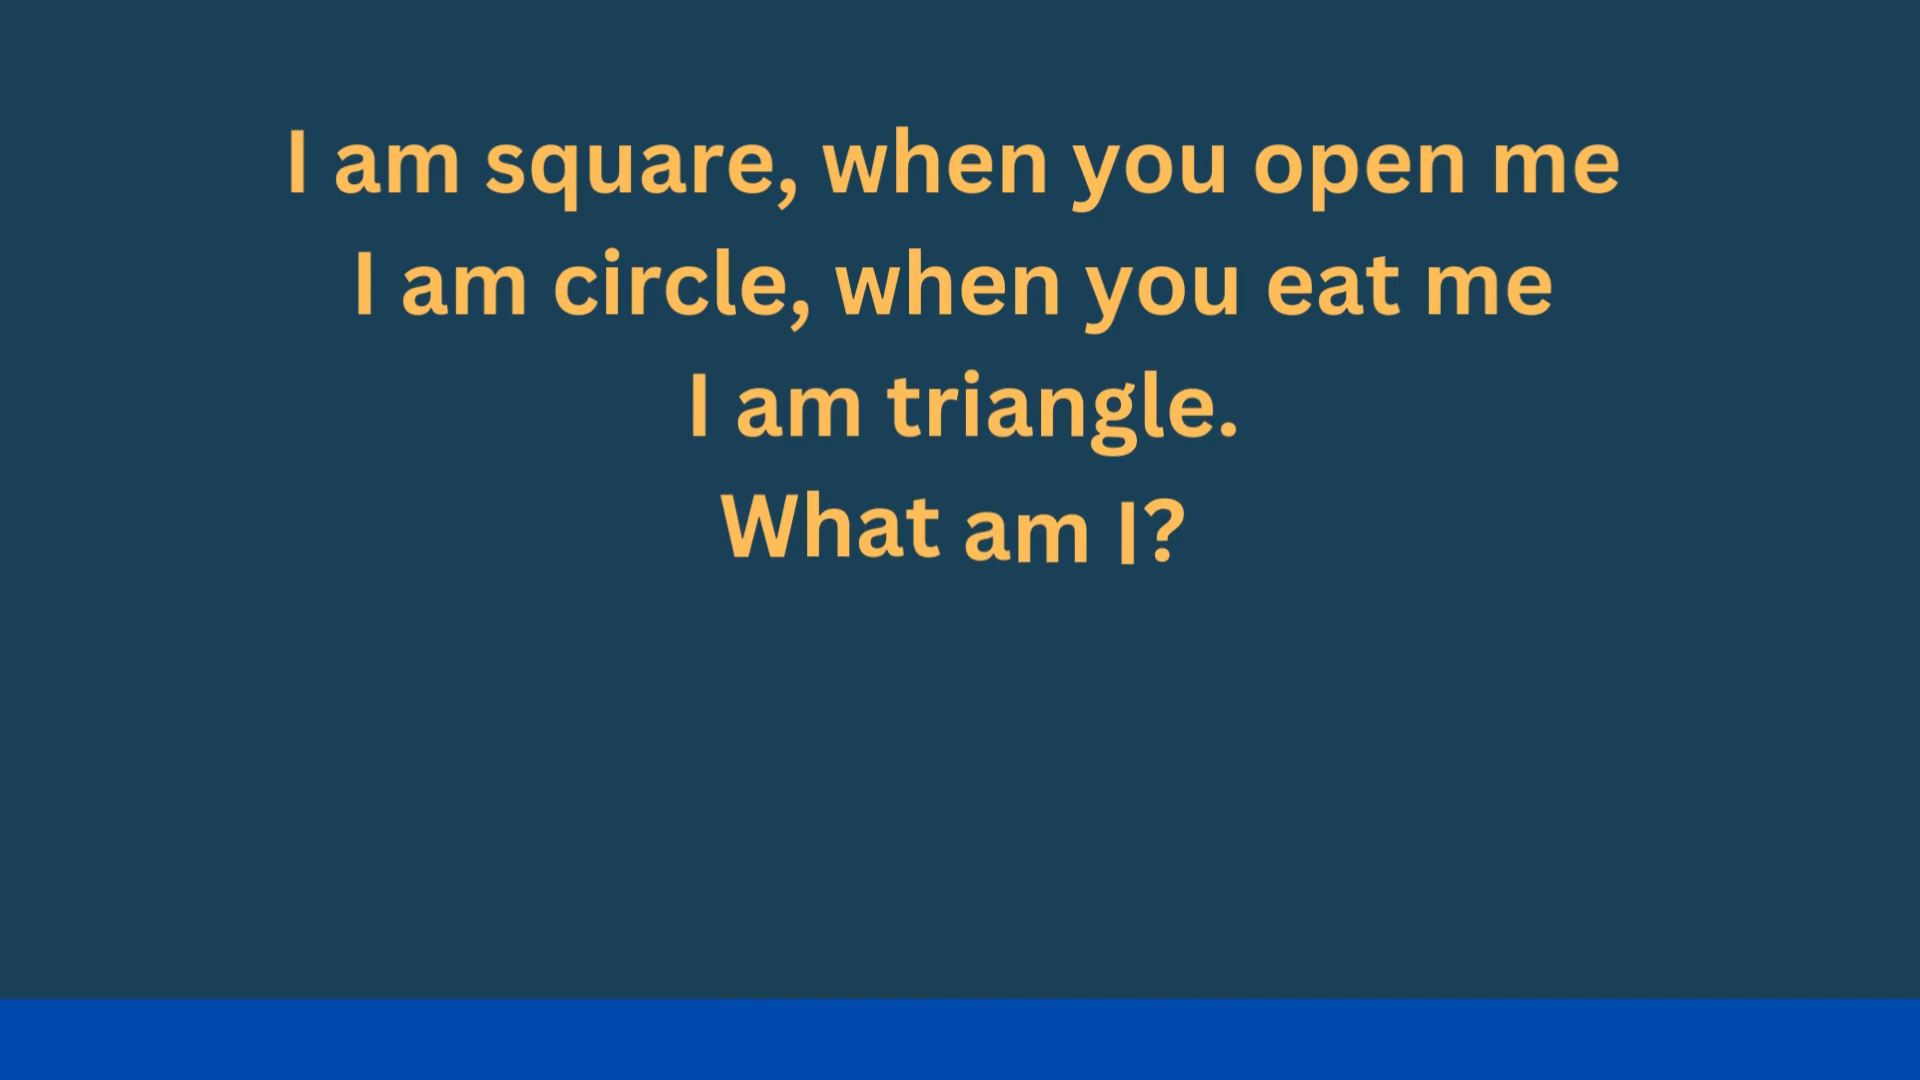 I am square, when you open me
I am circle, when you eat me
I am triangle.
What am I?